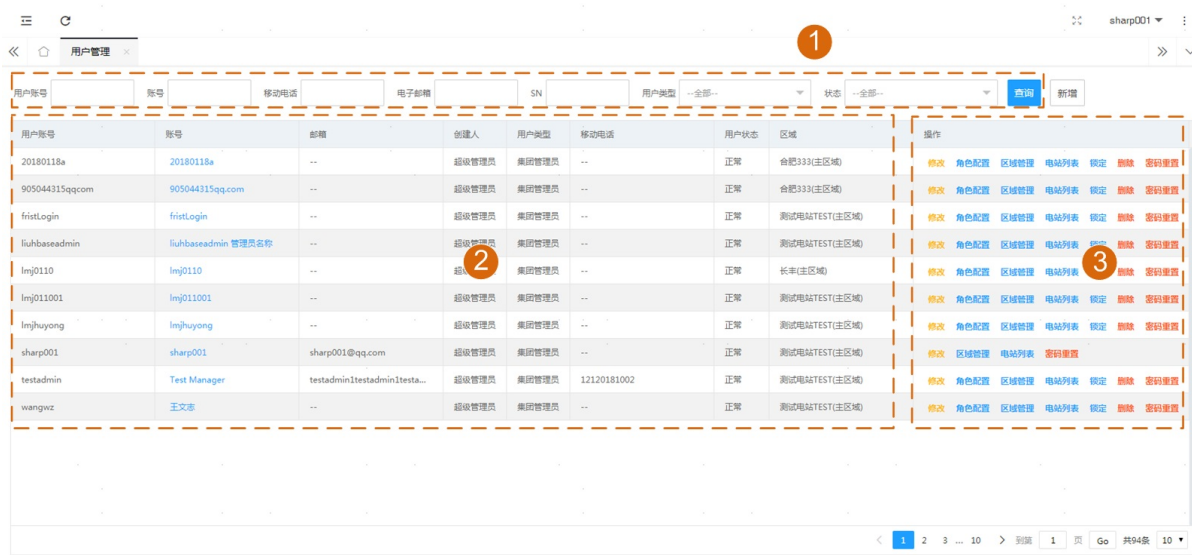 sharp001
用户管理
1
用户账号 账号 移动电话 电子邮箱 SN 用户类型 --全部-- 状态 --全部-- 查询 新增
用户账号 账号 邮箱 创建人 用户类型 移动电话 用户状态 区域 操作
20180118a 20180118a -- 超级管理员 集团管理员 -- 正常 合肥333(主区域) 修改 角色配置 区域管理 电站列表 锁定 删除 密码重置
905044315qqcom 905044315qq.com -- 超级管理员 集团管理员 -- 正常 合肥333(主区域) 修改 角色配置 区域管理 电站列表 锁定 删除 密码重置
fristLogin fristLogin -- 超级管理员 集团管理员 -- 正常 测试电站TEST(主区域) 修改 角色配置 区域管理 电站列表 锁定 删除 密码重置
liuhbaseadmin liuhbaseadmin 管理员名称 -- 超级管理员 集团管理员 -- 正常 测试电站TEST(主区域) 修改 角色配置 区域管理 电站列表 锁定 删除 密码重置
lmj0110 lmj0110 -- 超 2 集团管理员 -- 正常 长丰(主区域) 修改 角色配置 区域管理 电站列表 3 删除 密码重置
lmj011001 lmj011001 -- 超级管理员 集团管理员 -- 正常 测试电站TEST(主区域) 修改 角色配置 区域管理 电站列表 锁定 删除 密码重置
lmjhuyong lmjhuyong -- 超级管理员 集团管理员 -- 正常 测试电站TEST(主区域) 修改 角色配置 区域管理 电站列表 锁定 删除 密码重置
sharp001 sharp001 sharp001@qq.com 超级管理员 集团管理员 -- 正常 测试电站TEST(主区域) 修改 区域管理 电站列表 密码重置
testadmin Test Manager testadmin1testadmin1testa... 超级管理员 集团管理员 12120181002 正常 测试电站TEST(主区域) 修改 角色配置 区域管理 电站列表 锁定 删除 密码重置
wangwz 王文志 -- 超级管理员 集团管理员 -- 正常 测试电站TEST(主区域) 修改 角色配置 区域管理 电站列表 锁定 删除 密码重置
1 2 3 ... 10 到第 1 页 Go 共94条 10